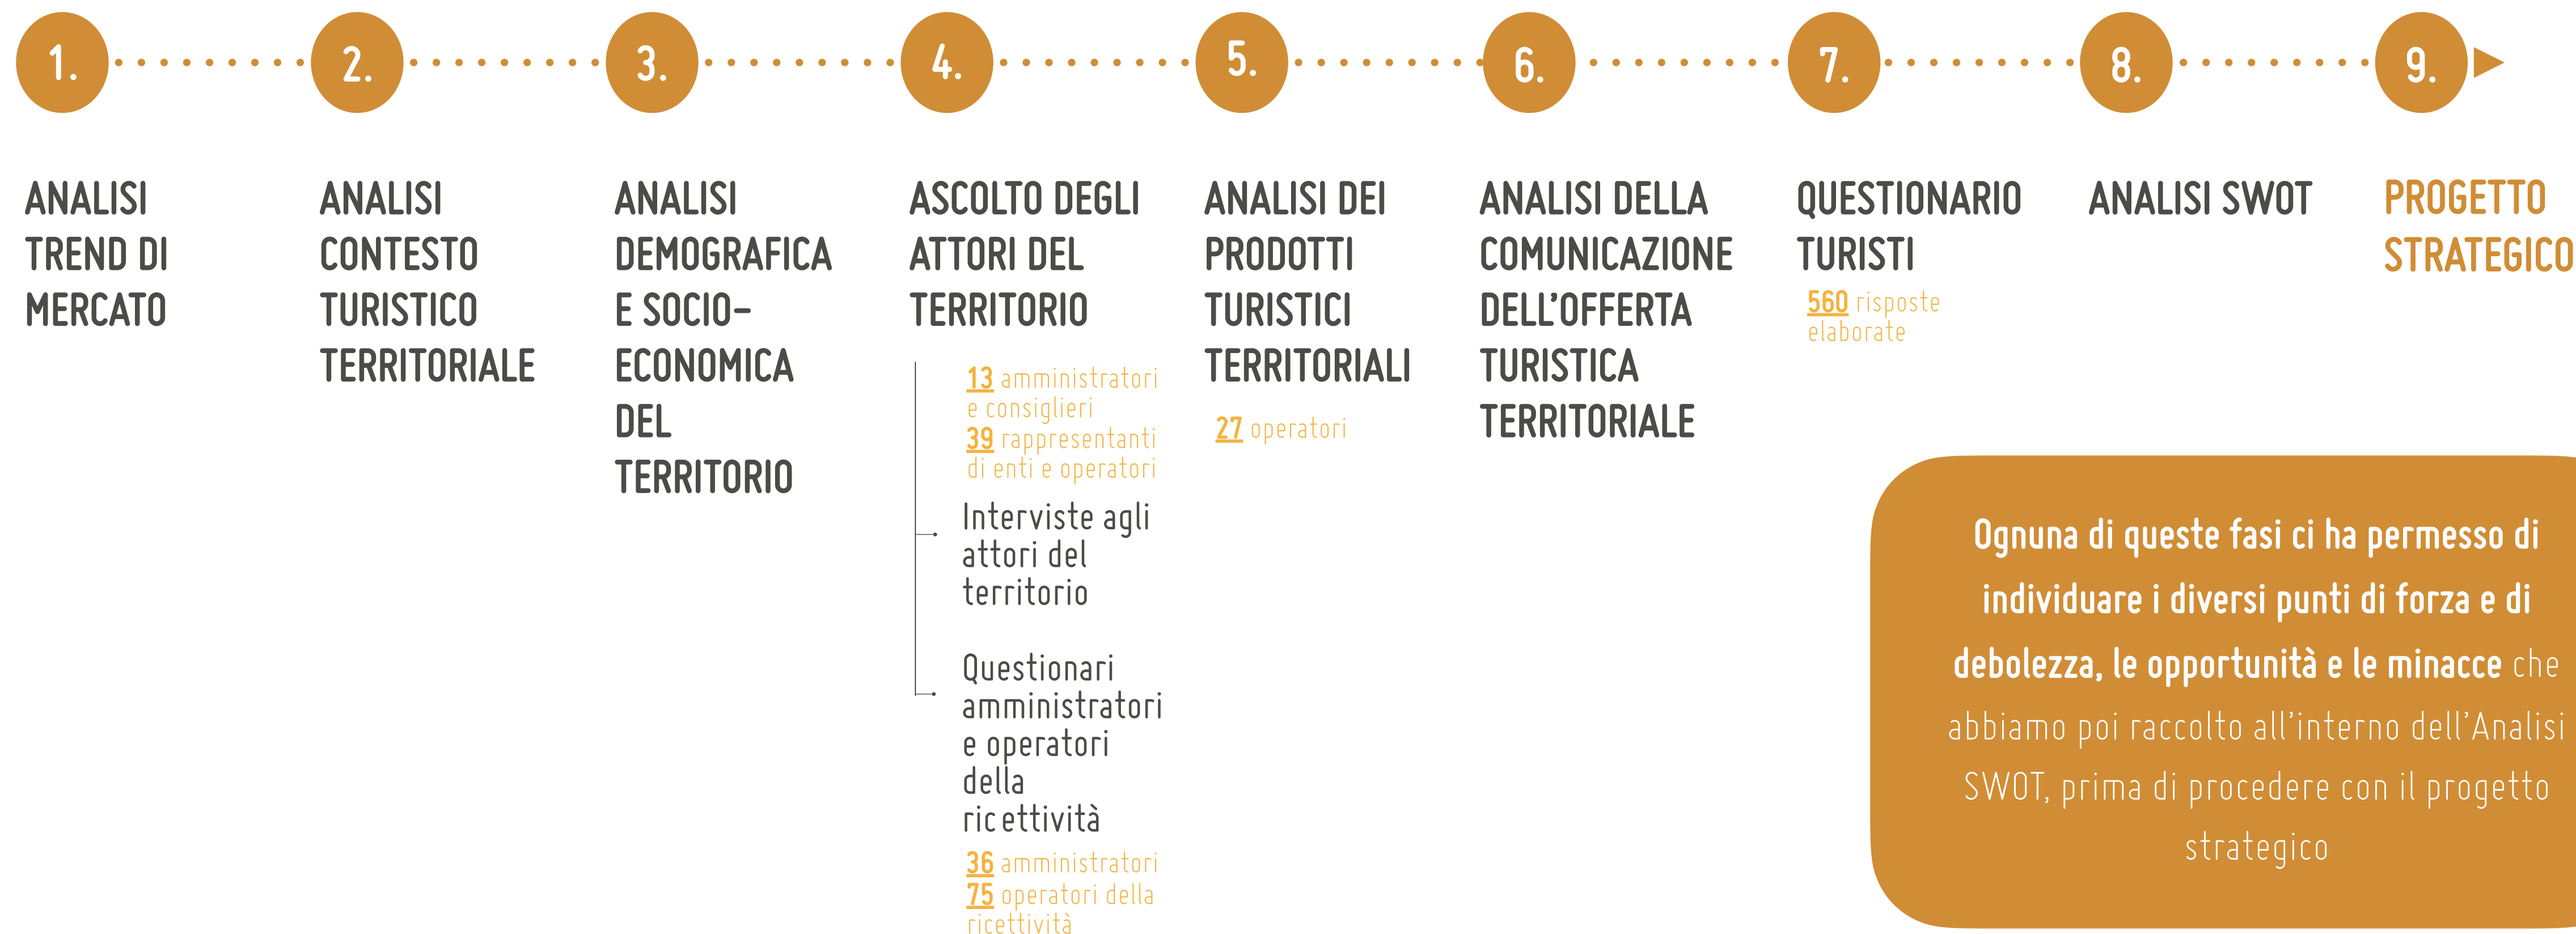 1.
2.
3.
4.
5.
6.
7.
8.
9.
ANALISI
TREND DI
MERCATO
ANALISI
CONTESTO
TURISTICO
TERRITORIALE
ANALISI
DEMOGRAFICA
E SOCIO-
ECONOMICA
DEL
TERRITORIO
ASCOLTO DEGLI
ATTORI DEL
TERRITORIO
13 amministratori
e consiglieri
39 rappresentanti
di enti e operatori
Interviste agli
attori del
territorio
Questionari
amministratori
e operatori
della
ricettività
36 amministratori
75 operatori della
ricettività
ANALISI DEI
PRODOTTI
TURISTICI
TERRITORIALI
27 operatori
ANALISI DELLA
COMUNICAZIONE
DELL'OFFERTA
TURISTICA
TERRITORIALE
QUESTIONARIO
TURISTI
560 risposte
elaborate
ANALISI SWOT
PROGETTO
STRATEGICO
Ognuna di queste fasi ci ha permesso di
individuare i diversi punti di forza e di
debolezza, le opportunità e le minacce che
abbiamo poi raccolto all'interno dell'Analisi
SWOT, prima di procedere con il progetto
strategico